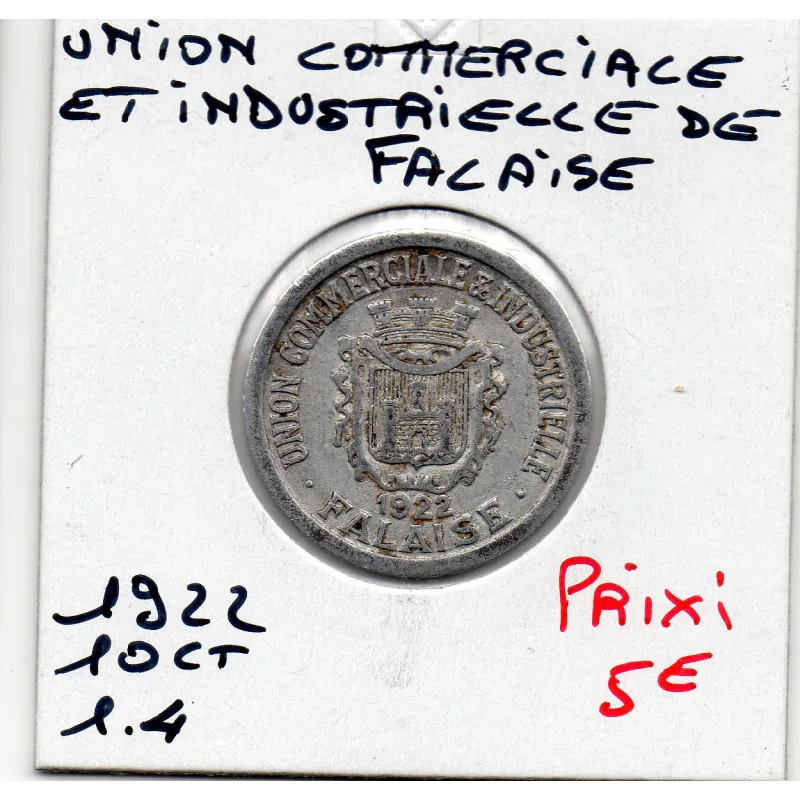 UNION COMMERCIALE
ET INDUSTRIELLE DE
FALAISE
· UNION COMMERCIALE & INDUSTRIELLE ·
1922
FALAISE
1922
10CT
1.4
PRiXi
5E